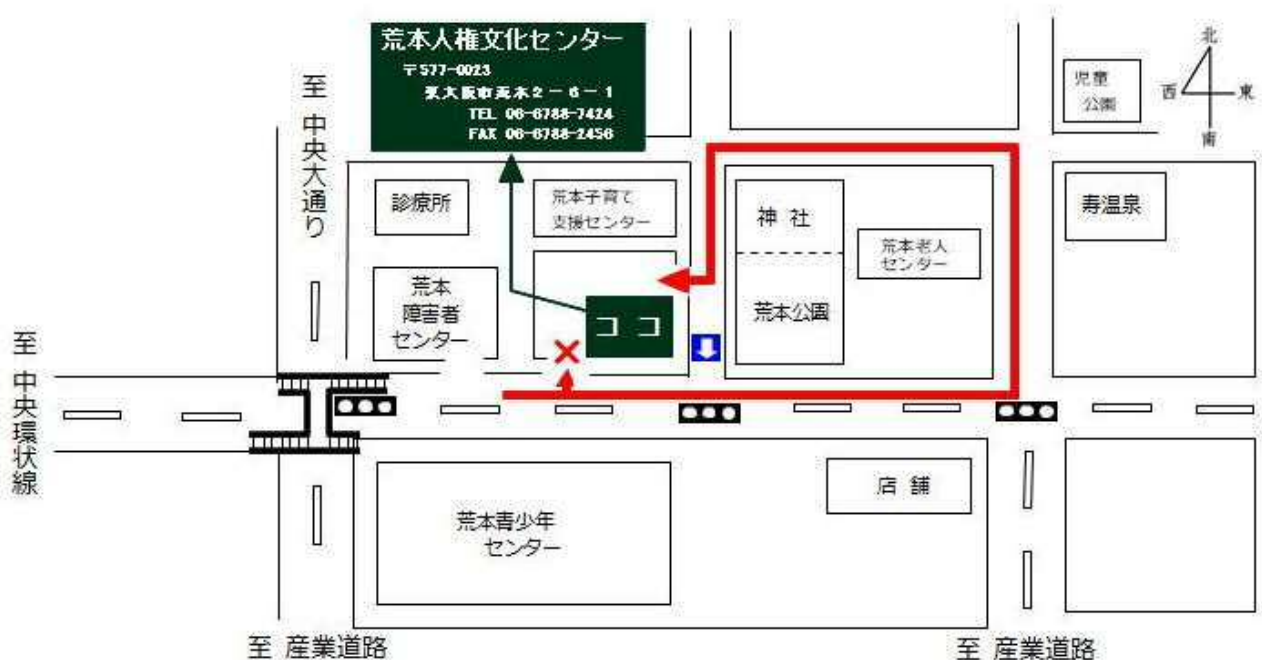 荒本人権文化センター
〒577-0023
東大阪市荒本2-6-1
TEL 06-6788-7424
FAX 06-6788-2456
北
西
東
南
児童
公園
至 中央大通り
診療所
荒本子育て
支援センター
神 社
荒本老人
センター
寿温泉
荒本
障害者
センター
ココ
荒本公園
至 中央環状線
荒本青少年
センター
店 舗
至 産業道路
至 産業道路